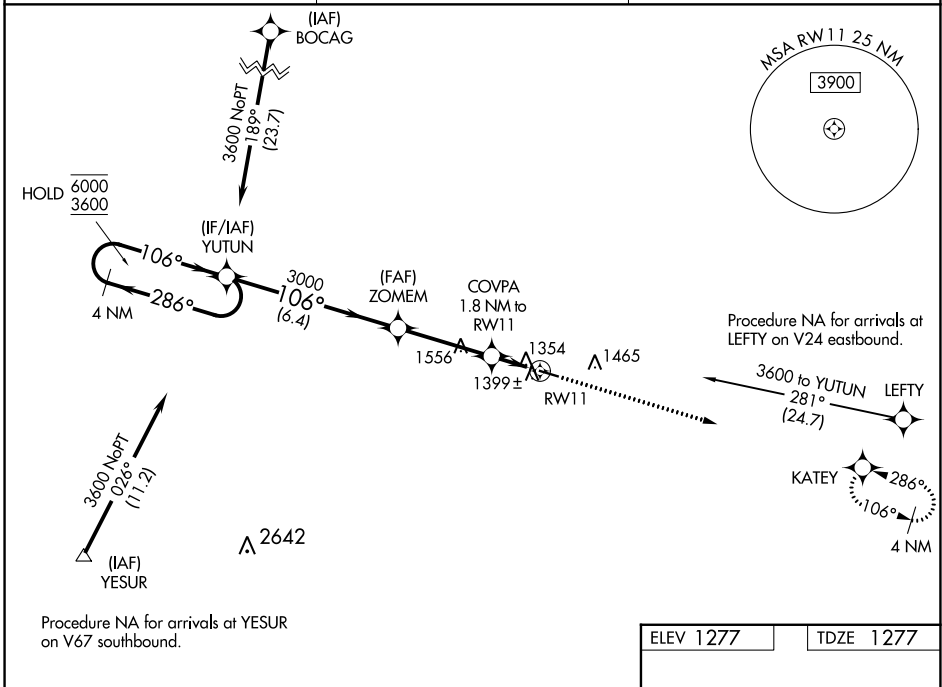 (IAF)
BOCAG
MSA RW11 25 NM
3900
3600 NoPT
189°
(23.7)
HOLD 6000
3600
(IF/IAF)
YUTUN
106°
286°
4 NM
3000
106°
(6.4)
(FAF)
ZOMEM
COVPA
1.8 NM to
RW11
1556
1354
1465
1399±
RW11
Procedure NA for arrivals at
LEFTY on V24 eastbound.
3600 to YUTUN
281°
(24.7)
LEFTY
KATEY
286°
106°
4 NM
3600 NoPT
026°
(11.2)
(IAF)
YESUR
2642
Procedure NA for arrivals at YESUR
on V67 southbound.
ELEV 1277
TDZE 1277